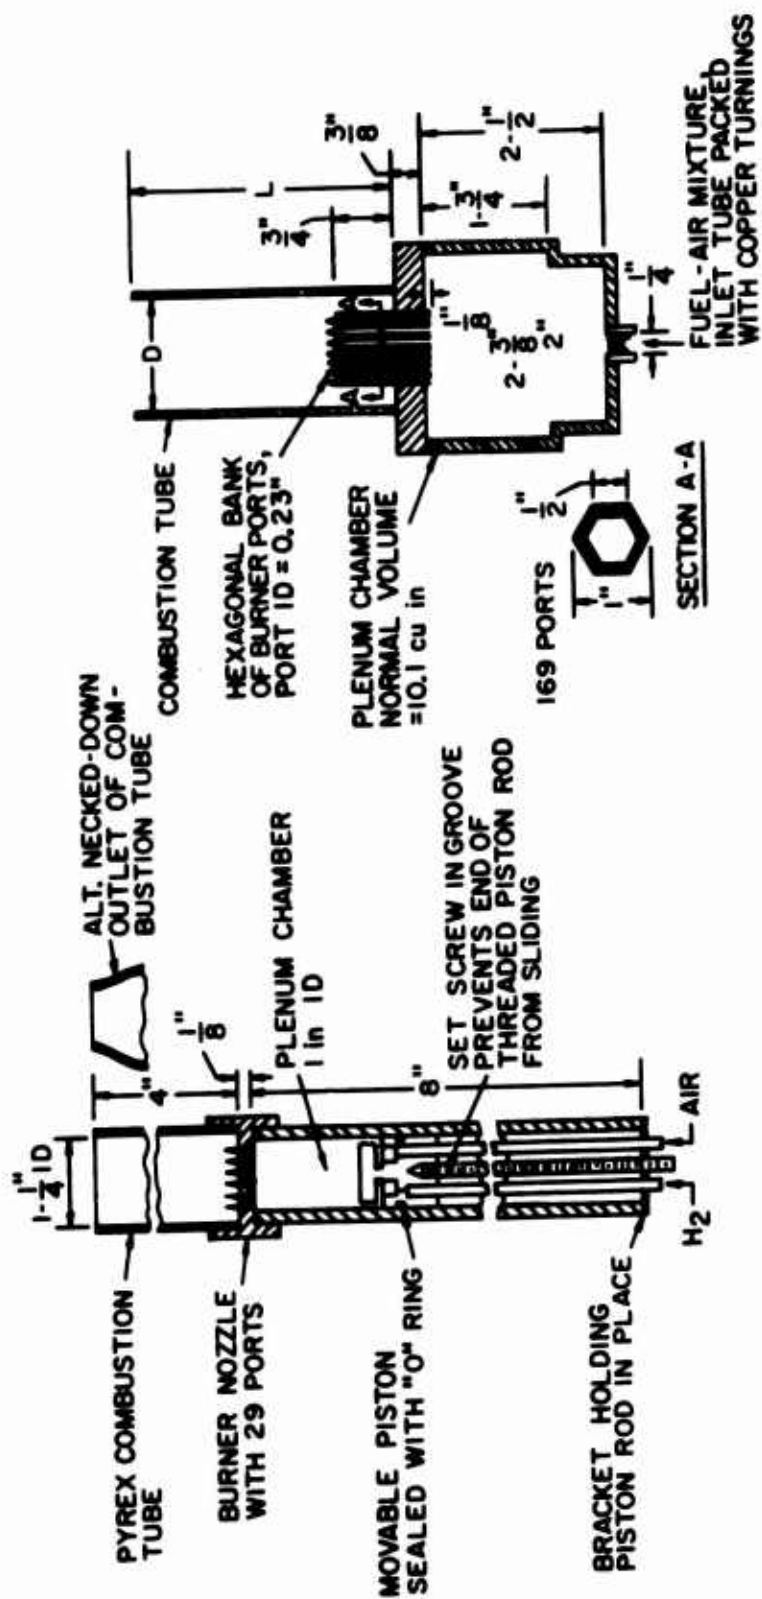 PYREX COMBUSTION
TUBE
1-1/4" ID
4"
ALT. NECKED-DOWN
OUTLET OF COM-
BUSTION TUBE
1/8"
BURNER NOZZLE
WITH 29 PORTS
PLENUM CHAMBER
1 in ID
8"
MOVABLE PISTON
SEALED WITH "O" RING
SET SCREW IN GROOVE
PREVENTS END OF
THREADED PISTON ROD
FROM SLIDING
BRACKET HOLDING
PISTON ROD IN PLACE
H2
AIR
COMBUSTION TUBE
D
L
3/4"
3/8"
HEXAGONAL BANK
OF BURNER PORTS,
PORT ID = 0.23"
A
A
1/8"
PLENUM CHAMBER
NORMAL VOLUME
=10.1 cu in
2-3/8"
2
1-3/4"
2-1/2"
1/4"
169 PORTS
1"
1/2"
SECTION A-A
FUEL-AIR MIXTURE,
INLET TUBE PACKED
WITH COPPER TURNINGS